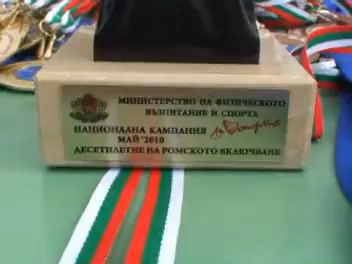 МИНИСТЕРСТВО НА ФИЗИЧЕСКОТО
ВЪЗПИТАНИЕ И СПОРТА
НАЦИОНАЛНА КАМПАНИЯ
МАЙ '2010
ДЕСЕТИЛЕТИЕ НА РОМСКОТО ВКЛЮЧВАНЕ